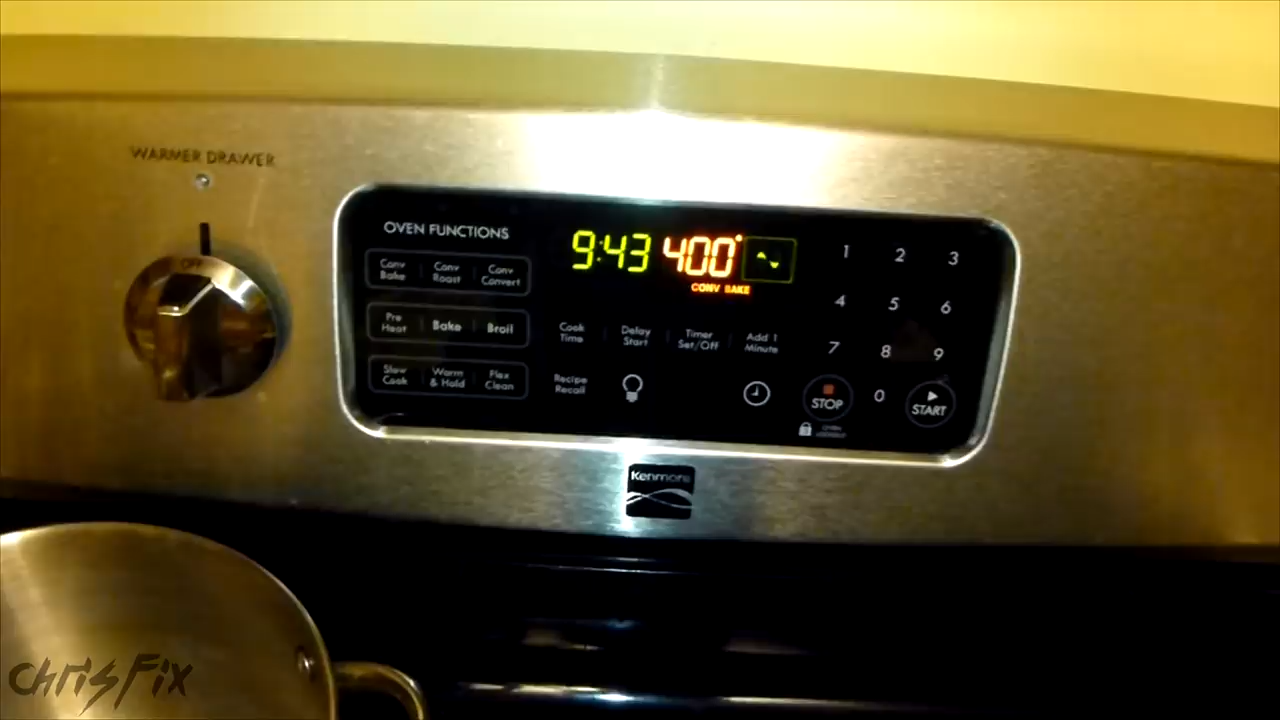 WARMER DRAWER
OFF
OVEN FUNCTIONS
Conv Bake
Conv Roast
Conv Convert
Pre Heat
Bake
Broil
Slow Cook
Warm & Hold
Flex Clean
9:43 400°
CONV BAKE
Cook Time
Delay Start
Timer Set/Off
Add 1 Minute
Recipe Recall
1 2 3
4 5 6
7 8 9
STOP 0 START
Kenmore
ChrisFix